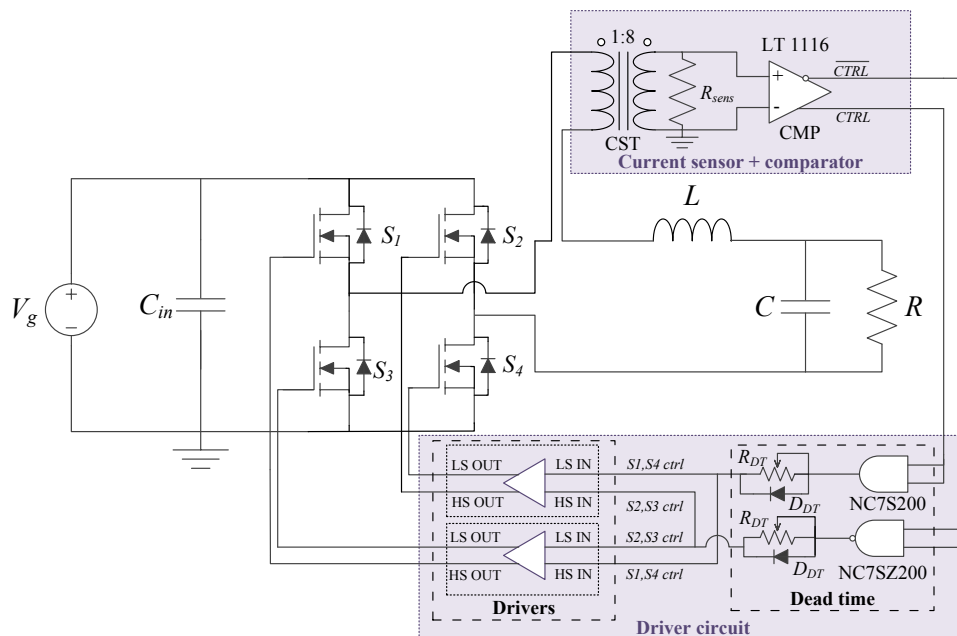 1:8
LT 1116
R_sens
+
-
CTRL
CTRL
CST
CMP
Current sensor + comparator
L
S_1
S_2
V_g
+
−
C_in
C
R
S_3
S_4
LS OUT
LS IN
S1,S4 ctrl
HS OUT
HS IN
S2,S3 ctrl
LS OUT
LS IN
S2,S3 ctrl
HS OUT
HS IN
S1,S4 ctrl
Drivers
R_DT
D_DT
NC7S200
R_DT
D_DT
NC7SZ200
Dead time
Driver circuit